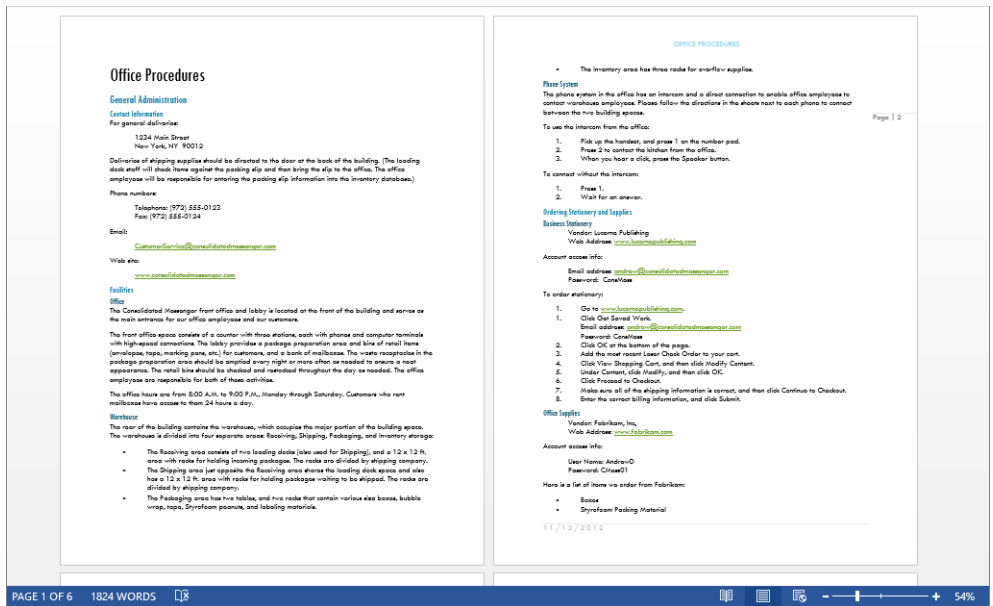 Office Procedures
General Administration
Contact Information
For general deliveries:
1234 Main Street
New York, NY 90012
Deliveries of shipping supplies should be directed to the door at the back of the building. (The loading
dock staff will check items against the packing slip and then bring the slip to the office. The office
employee will be responsible for entering the packing slip information into the inventory database.)
Phone numbers:
Telephone: (972) 555-0123
Fax: (972) 555-0124
Email:
CustomerService@consolidatedmessenger.com
Web site:
www.consolidatedmessenger.com
Facilities
Office
The Consolidated Messenger front office and lobby is located at the front of the building and serves as
the main entrance for our office employees and our customers.
The front office space consists of a counter with three stations, each with phones and computer terminals
with high-speed connections. The lobby provides a package preparation area and bins of retail items
(envelopes, tape, marking pens, etc.) for customers, and a bank of mailboxes. The waste receptacles in the
package preparation area should be emptied every night or more often as needed to ensure a neat
appearance. The retail bins should be checked and restocked throughout the day as needed. The office
employees are responsible for both of these activities.
The office hours are from 8:00 A.M. to 9:00 P.M., Monday through Saturday. Customers who rent
mailboxes have access to them 24 hours a day.
Warehouse
The rear of the building contains the warehouse, which occupies the major portion of the building space.
The warehouse is divided into four separate areas: Receiving, Shipping, Packaging, and Inventory storage:
• The Receiving area consists of two loading docks (also used for Shipping), and a 12 x 12 ft.
area with racks for holding incoming packages. The racks are divided by shipping company.
• The Shipping area just opposite the Receiving area shares the loading dock space and also
has a 12 x 12 ft. area with racks for holding packages waiting to be shipped. The racks are
divided by shipping company.
• The Packaging area has two tables, and two racks that contain various size boxes, bubble
wrap, tape, Styrofoam peanuts, and labeling materials.
OFFICE PROCEDURES
• The Inventory area has three racks for overflow supplies.
Phone System
The phone system in the office has an intercom and a direct connection to enable office employees to
contact warehouse employees. Please follow the directions in the sheets next to each phone to connect
between the two building spaces.
Page | 2
To use the intercom from the office:
1. Pick up the handset, and press 1 on the number pad.
2. Press 2 to contact the kitchen from the office.
3. When you hear a click, press the Speaker button.
To connect without the intercom:
1. Press 1.
2. Wait for an answer.
Ordering Stationery and Supplies
Business Stationery
Vendor: Lucerne Publishing
Web Address: www.lucernepublishing.com
Account access info:
Email address: andrew@consolidatedmessenger.com
Password: ConsMess
To order stationery:
1. Go to www.lucernepublishing.com.
1. Click Get Saved Work.
Email address: andrew@consolidatedmessenger.com
Password: ConsMess
2. Click OK at the bottom of the page.
3. Add the most recent Laser Check Order to your cart.
4. Click View Shopping Cart, and then click Modify Content.
5. Under Content, click Modify, and then click OK.
6. Click Proceed to Checkout.
7. Make sure all of the shipping information is correct, and then click Continue to Checkout.
8. Enter the correct billing information, and click Submit.
Office Supplies
Vendor: Fabrikam, Inc.
Web Address: www.fabrikam.com
Account access info:
User Name: AndrewD
Password: CMess01
Here is a list of items we order from Fabrikam:
• Boxes
• Styrofoam Packing Material
11/12/2012
PAGE 1 OF 6 1824 WORDS 54%